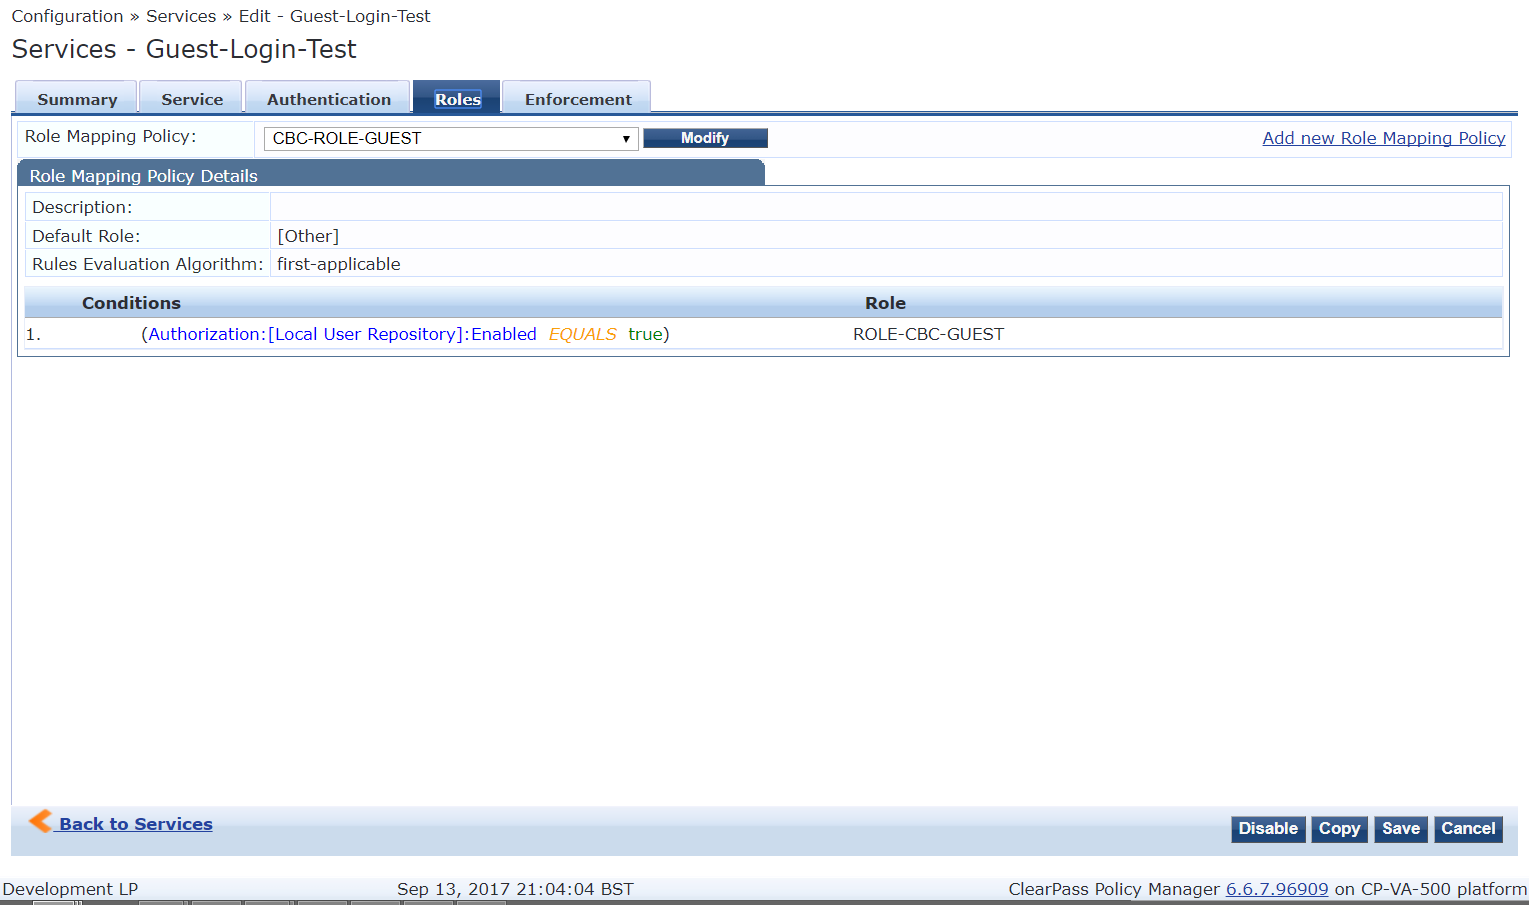 Configuration » Services » Edit - Guest-Login-Test
Services - Guest-Login-Test
Summary Service Authentication Roles Enforcement
Role Mapping Policy: CBC-ROLE-GUEST Modify Add new Role Mapping Policy
Role Mapping Policy Details
Description:
Default Role: [Other]
Rules Evaluation Algorithm: first-applicable
Conditions Role
1. (Authorization:[Local User Repository]:Enabled EQUALS true) ROLE-CBC-GUEST
Back to Services Disable Copy Save Cancel
Development LP Sep 13, 2017 21:04:04 BST ClearPass Policy Manager 6.6.7.96909 on CP-VA-500 platform